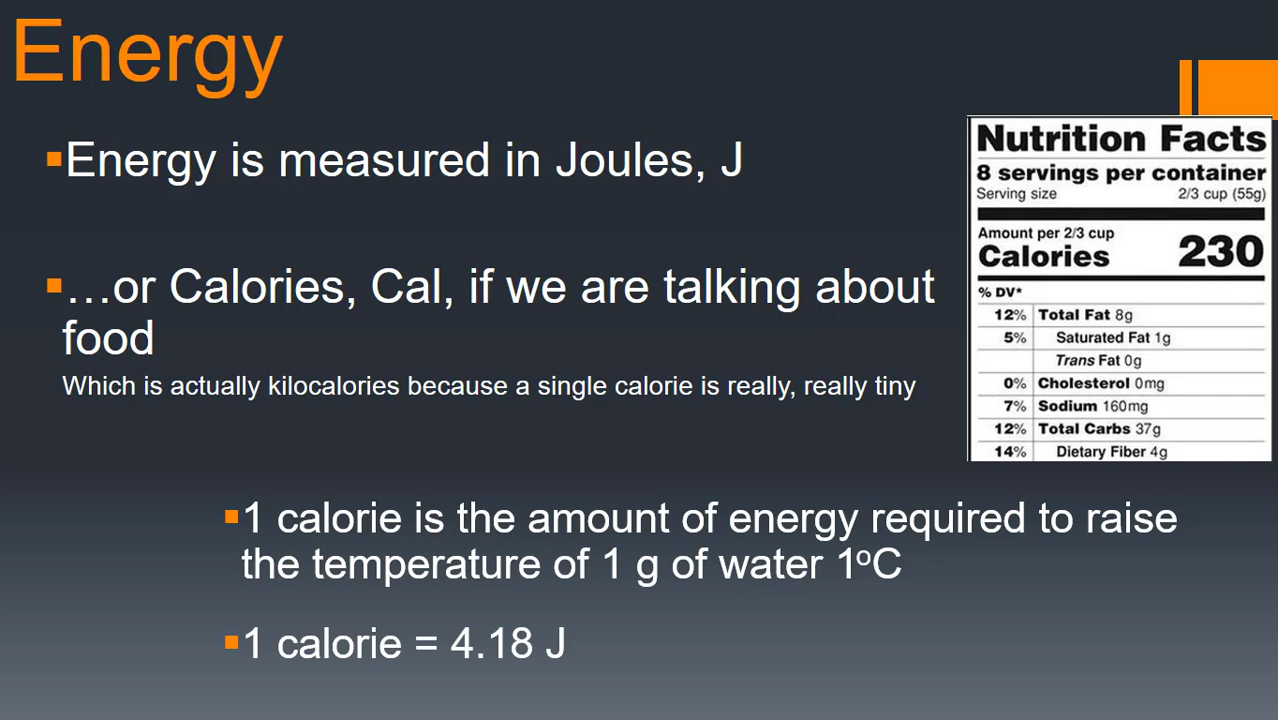 Energy
▪Energy is measured in Joules, J
▪…or Calories, Cal, if we are talking about
food
Which is actually kilocalories because a single calorie is really, really tiny
▪1 calorie is the amount of energy required to raise
the temperature of 1 g of water 1ºC
▪1 calorie = 4.18 J
Nutrition Facts
8 servings per container
Serving size 2/3 cup (55g)
Amount per 2/3 cup
Calories 230
% DV*
12% Total Fat 8g
5% Saturated Fat 1g
Trans Fat 0g
0% Cholesterol 0mg
7% Sodium 160mg
12% Total Carbs 37g
14% Dietary Fiber 4g